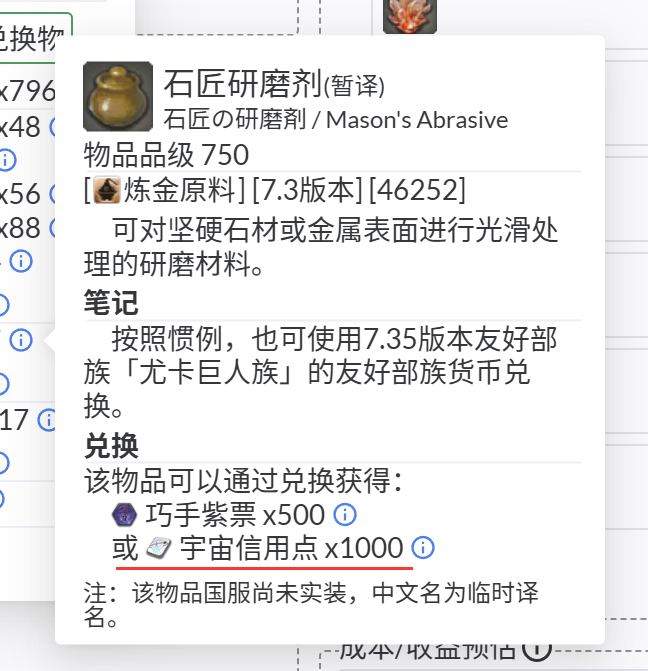 兑换物
石匠研磨剂(暂译)
石匠の研磨剤 / Mason's Abrasive
x796
x48
物品品级 750
x56
[炼金原料] [7.3版本] [46252]
x88
可对坚硬石材或金属表面进行光滑处
理的研磨材料。
笔记
按照惯例，也可使用7.35版本友好部
族「尤卡巨人族」的友好部族货币兑
换。
17
兑换
该物品可以通过兑换获得：
巧手紫票 x500
或 宇宙信用点 x1000
注：该物品国服尚未实装，中文名为临时译
名。
成本/收益预估